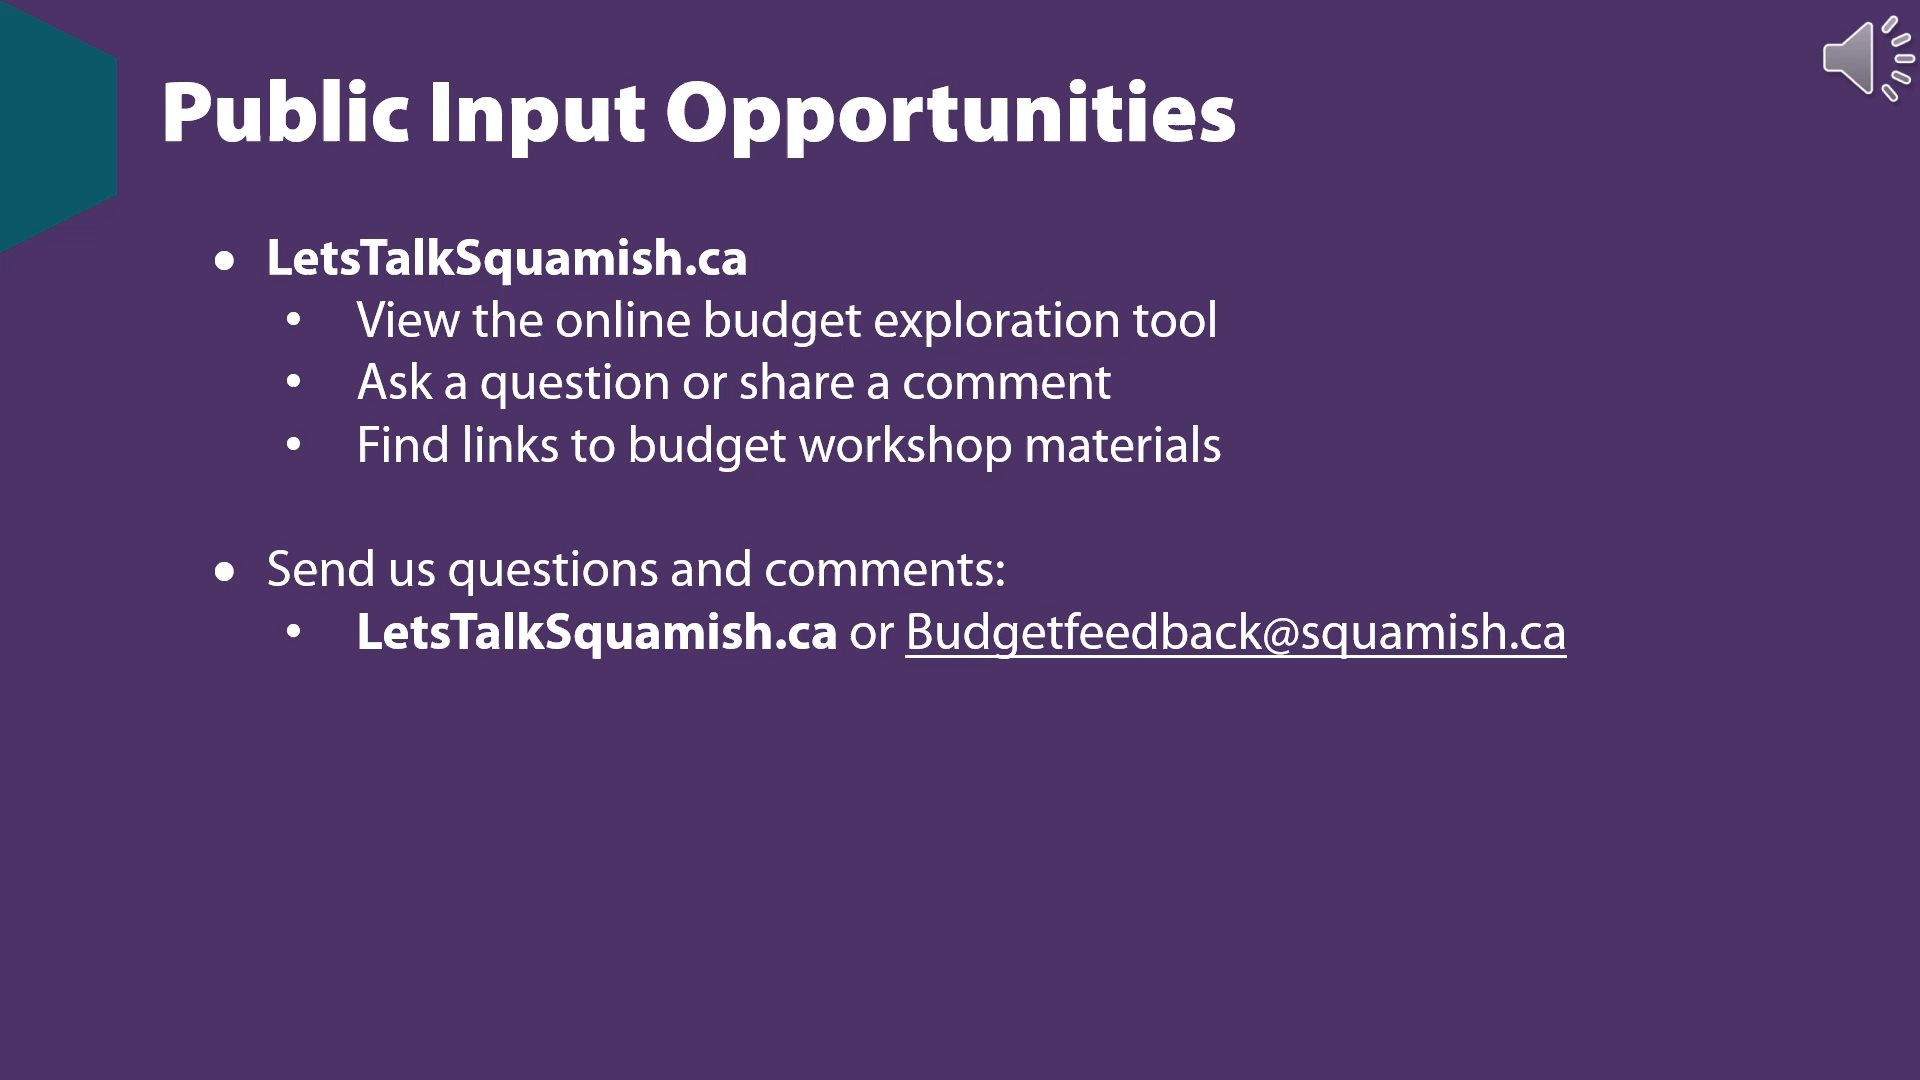 Public Input Opportunities
● LetsTalkSquamish.ca
• View the online budget exploration tool
• Ask a question or share a comment
• Find links to budget workshop materials
● Send us questions and comments:
• LetsTalkSquamish.ca or Budgetfeedback@squamish.ca